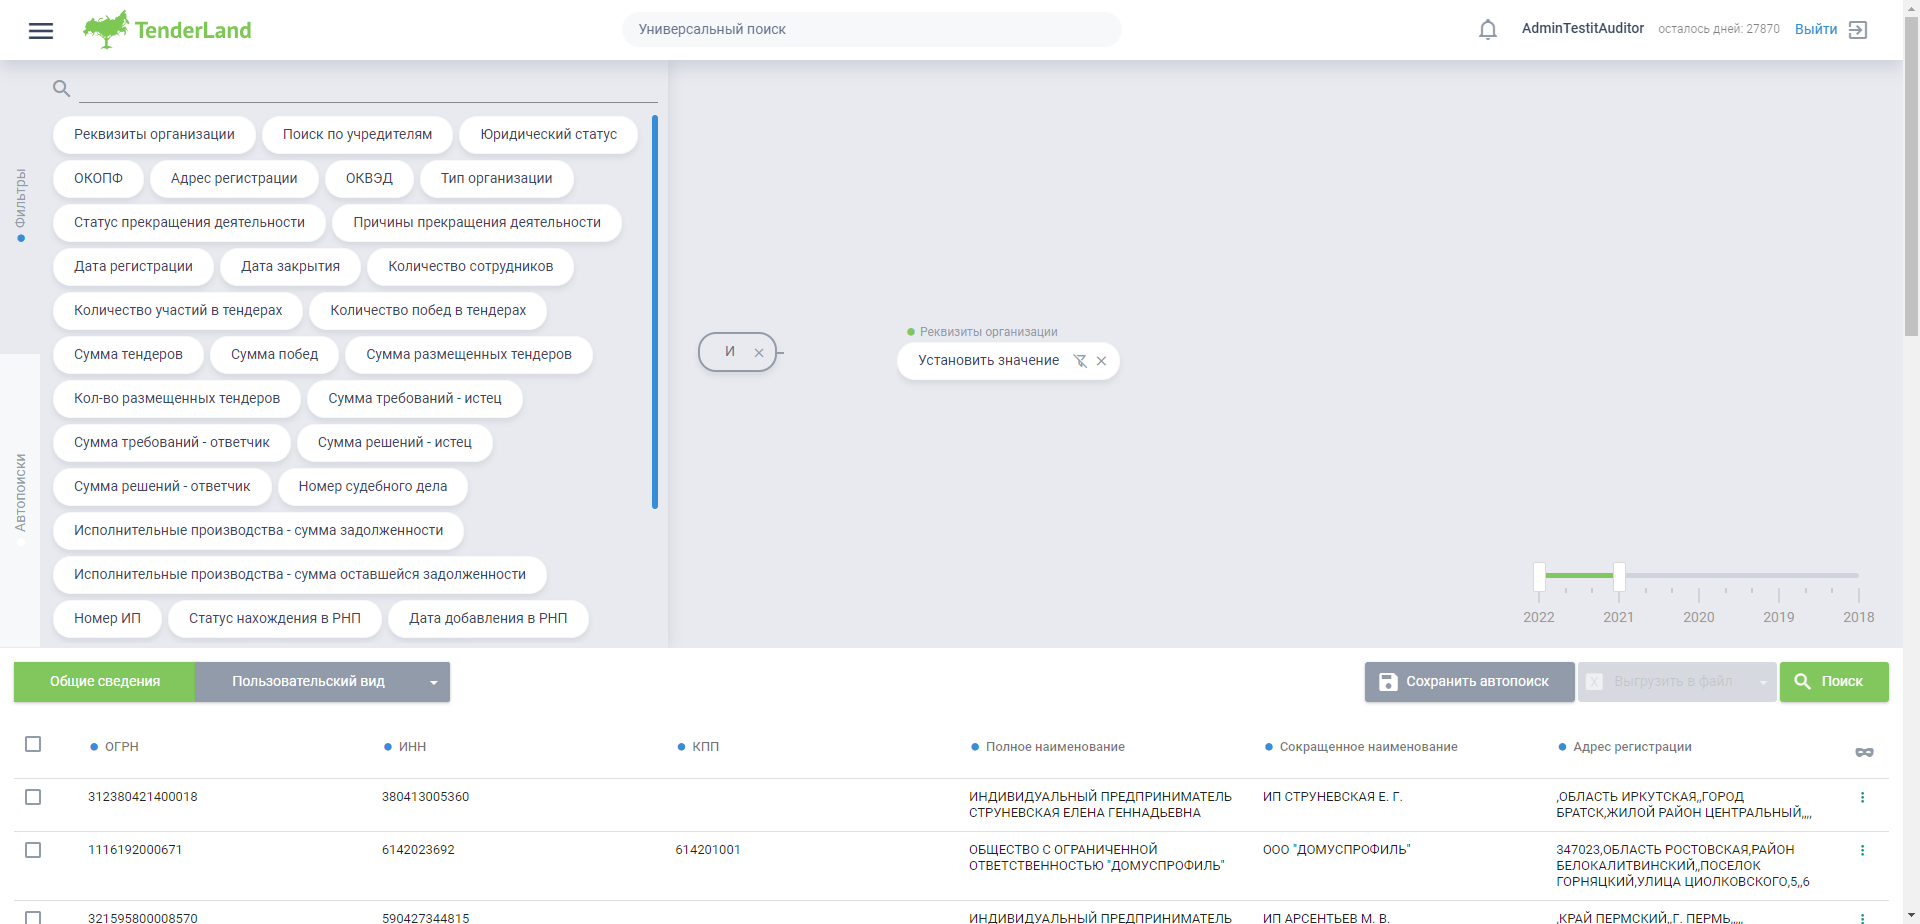 TenderLand
Универсальный поиск
AdminTestitAuditor
осталось дней: 27870
Выйти
Фильтры
Автопоиски
Реквизиты организации
Поиск по учредителям
Юридический статус
ОКОПФ
Адрес регистрации
ОКВЭД
Тип организации
Статус прекращения деятельности
Причины прекращения деятельности
Дата регистрации
Дата закрытия
Количество сотрудников
Количество участий в тендерах
Количество побед в тендерах
Сумма тендеров
Сумма побед
Сумма размещенных тендеров
Кол-во размещенных тендеров
Сумма требований - истец
Сумма требований - ответчик
Сумма решений - истец
Сумма решений - ответчик
Номер судебного дела
Исполнительные производства - сумма задолженности
Исполнительные производства - сумма оставшейся задолженности
Номер ИП
Статус нахождения в РНП
Дата добавления в РНП
И
Реквизиты организации
Установить значение
2022
2021
2020
2019
2018
Общие сведения
Пользовательский вид
Сохранить автопоиск
Выгрузить в файл
Поиск
ОГРН
ИНН
КПП
Полное наименование
Сокращенное наименование
Адрес регистрации
312380421400018
380413005360
ИНДИВИДУАЛЬНЫЙ ПРЕДПРИНИМАТЕЛЬ
СТРУНЕВСКАЯ ЕЛЕНА ГЕННАДЬЕВНА
ИП СТРУНЕВСКАЯ Е. Г.
,ОБЛАСТЬ ИРКУТСКАЯ,,ГОРОД
БРАТСК,ЖИЛОЙ РАЙОН ЦЕНТРАЛЬНЫЙ,,,,
1116192000671
6142023692
614201001
ОБЩЕСТВО С ОГРАНИЧЕННОЙ
ОТВЕТСТВЕННОСТЬЮ "ДОМУСПРОФИЛЬ"
ООО "ДОМУСПРОФИЛЬ"
347023,ОБЛАСТЬ РОСТОВСКАЯ,РАЙОН
БЕЛОКАЛИТВИНСКИЙ,,ПОСЕЛОК
ГОРНЯЦКИЙ,УЛИЦА ЦИОЛКОВСКОГО,5,,6
321595800008570
590427344815
ИНДИВИДУАЛЬНЫЙ ПРЕДПРИНИМАТЕЛЬ
ИП АРСЕНТЬЕВ М. В.
,КРАЙ ПЕРМСКИЙ,,Г. ПЕРМЬ,,,,,